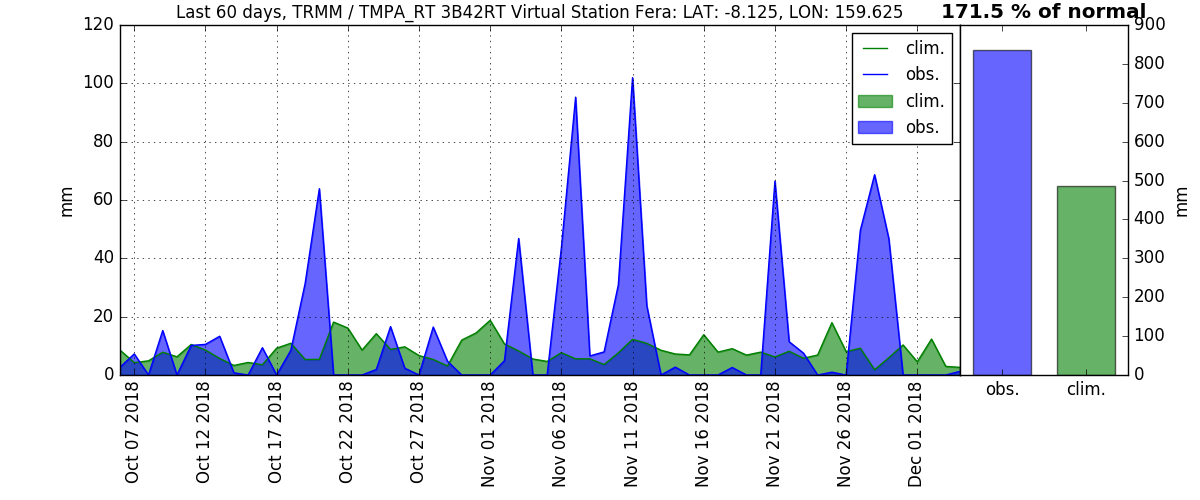 Last 60 days, TRMM / TMPA_RT 3B42RT Virtual Station Fera: LAT: -8.125, LON: 159.625
171.5 % of normal
mm
120
100
80
60
40
20
0
clim.
obs.
clim.
obs.
Oct 07 2018
Oct 12 2018
Oct 17 2018
Oct 22 2018
Oct 27 2018
Nov 01 2018
Nov 06 2018
Nov 11 2018
Nov 16 2018
Nov 21 2018
Nov 26 2018
Dec 01 2018
900
800
700
600
500
400
300
200
100
0
mm
obs.
clim.